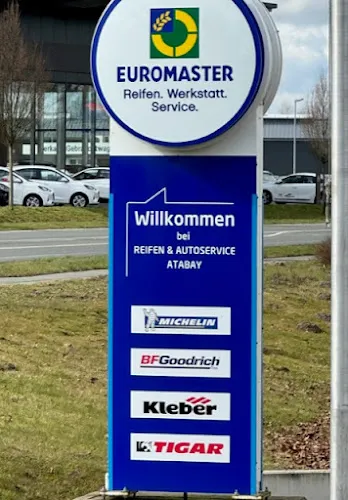 EUROMASTER
Reifen. Werkstatt.
Service.
Willkommen
bei
REIFEN & AUTOSERVICE
ATABAY
MICHELIN
BFGoodrich
Kleber
TIGAR